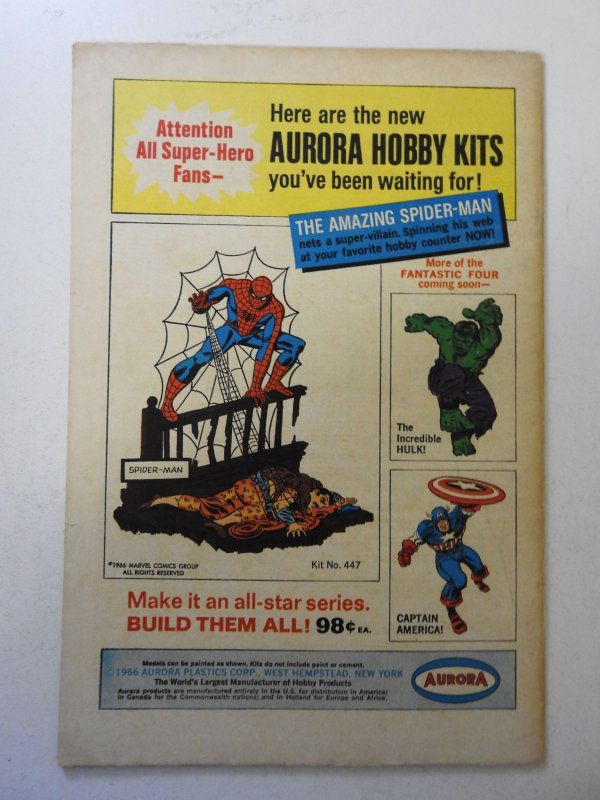 Attention
All Super-Hero
Fans—
Here are the new
AURORA HOBBY KITS
you've been waiting for!
THE AMAZING SPIDER-MAN
nets a super-villain. Spinning his web
at your favorite hobby counter NOW!
More of the
FANTASTIC FOUR
coming soon—
SPIDER-MAN
©1966 MARVEL COMICS GROUP
ALL RIGHTS RESERVED
Kit No. 447
The
Incredible
HULK!
CAPTAIN
AMERICA!
Make it an all-star series.
BUILD THEM ALL! 98¢ EA.
Models can be painted as shown. Kits do not include paint or cement.
©1966 AURORA PLASTICS CORP., WEST HEMPSTEAD, NEW YORK
The World's Largest Manufacturer of Hobby Products
Aurora products are manufactured entirely in the U.S. for distribution in America;
in Canada for the Commonwealth nations; and in Holland for Europe and Africa.
AURORA